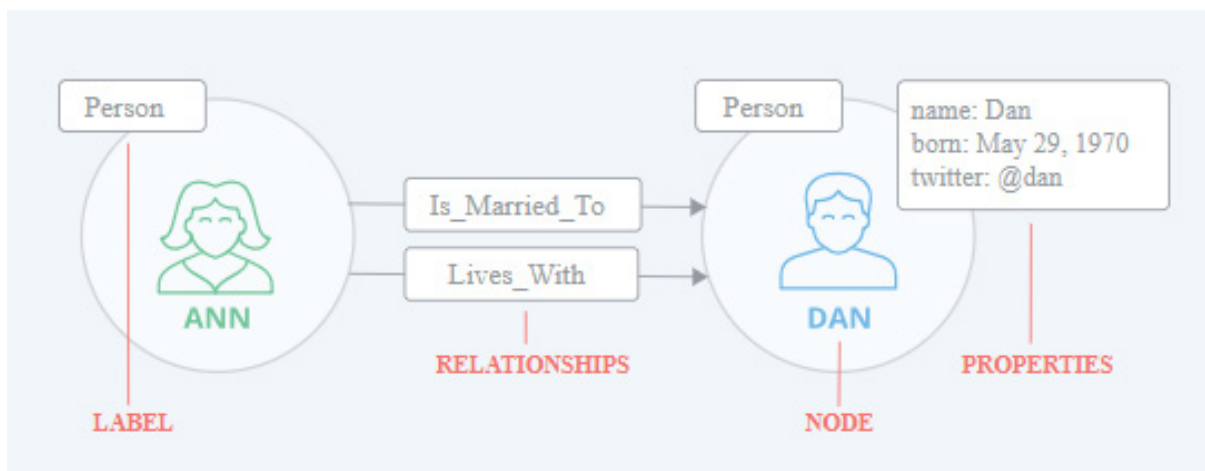 Person
Person
name: Dan
born: May 29, 1970
twitter: @dan
Is_Married_To
Lives_With
ANN
DAN
RELATIONSHIPS
PROPERTIES
LABEL
NODE